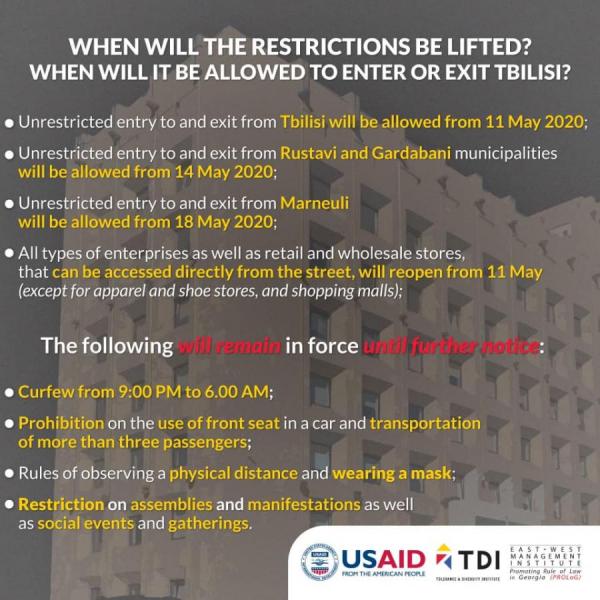 WHEN WILL THE RESTRICTIONS BE LIFTED?
WHEN WILL IT BE ALLOWED TO ENTER OR EXIT TBILISI?
• Unrestricted entry to and exit from Tbilisi will be allowed from 11 May 2020;
• Unrestricted entry to and exit from Rustavi and Gardabani municipalities
will be allowed from 14 May 2020;
• Unrestricted entry to and exit from Marneuli
will be allowed from 18 May 2020;
• All types of enterprises as well as retail and wholesale stores,
that can be accessed directly from the street, will reopen from 11 May
(except for apparel and shoe stores, and shopping malls);
The following will remain in force until further notice:
• Curfew from 9:00 PM to 6.00 AM;
• Prohibition on the use of front seat in a car and transportation
of more than three passengers;
• Rules of observing a physical distance and wearing a mask;
• Restriction on assemblies and manifestations as well
as social events and gatherings.
USAID
USAID
FROM THE AMERICAN PEOPLE
TDI
TOLERANCE & DIVERSITY INSTITUTE
EAST•WEST
MANAGEMENT
INSTITUTE
Promoting Rule of Law
in Georgia (PROLoG)